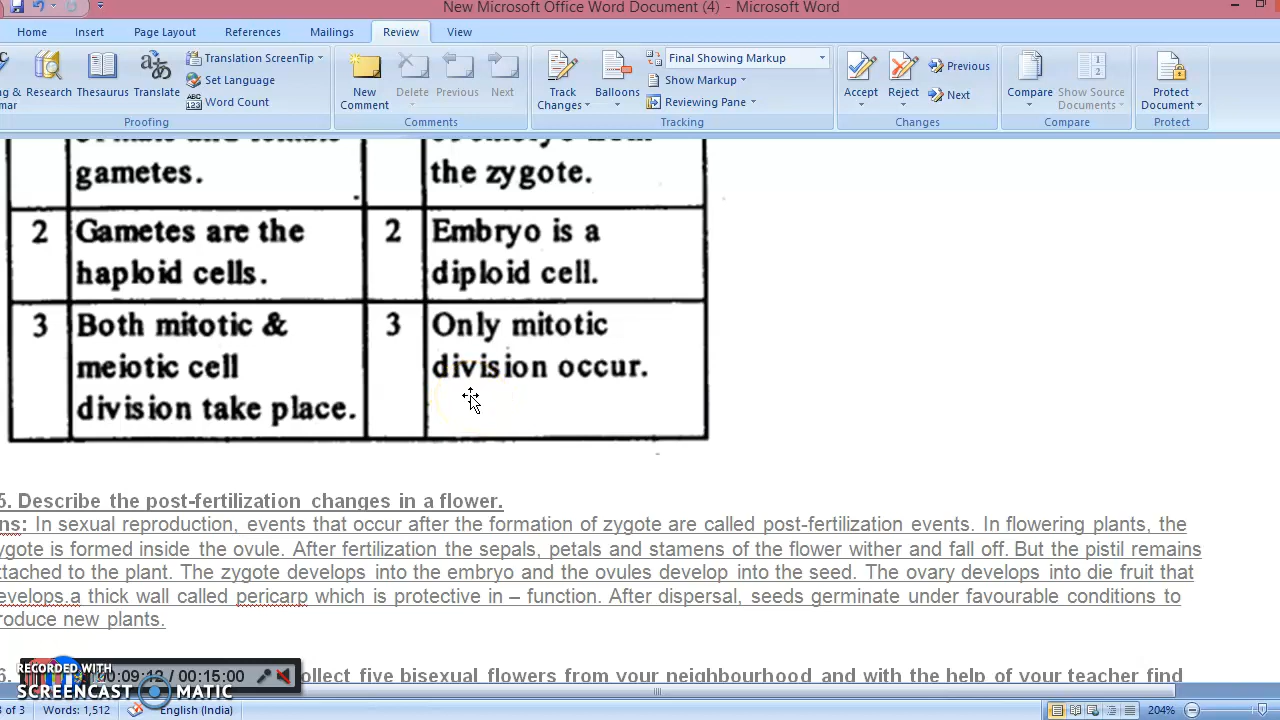 New Microsoft Office Word Document (4) - Microsoft Word
Home Insert Page Layout References Mailings Review View
Research Thesaurus Translate Translation ScreenTip Set Language Word Count
New Comment Delete Previous Next
Track Changes Balloons Final Showing Markup Show Markup Reviewing Pane
Accept Reject Previous Next
Compare Show Source Documents Protect Document
Proofing Comments Tracking Changes Compare Protect
gametes. the zygote.
2 Gametes are the 2 Embryo is a
haploid cells. diploid cell.
3 Both mitotic & 3 Only mitotic
meiotic cell division occur.
division take place.
5. Describe the post-fertilization changes in a flower.
ns: In sexual reproduction, events that occur after the formation of zygote are called post-fertilization events. In flowering plants, the
ygote is formed inside the ovule. After fertilization the sepals, petals and stamens of the flower wither and fall off. But the pistil remains
ttached to the plant. The zygote develops into the embryo and the ovules develop into the seed. The ovary develops into die fruit that
evelops.a thick wall called pericarp which is protective in – function. After dispersal, seeds germinate under favourable conditions to
roduce new plants.
6. ollect five bisexual flowers from your neighbourhood and with the help of your teacher find
RECORDED WITH
SCREENCAST MATIC
00:09:12 / 00:15:00
of 3 Words: 1,512 English (India) 204%